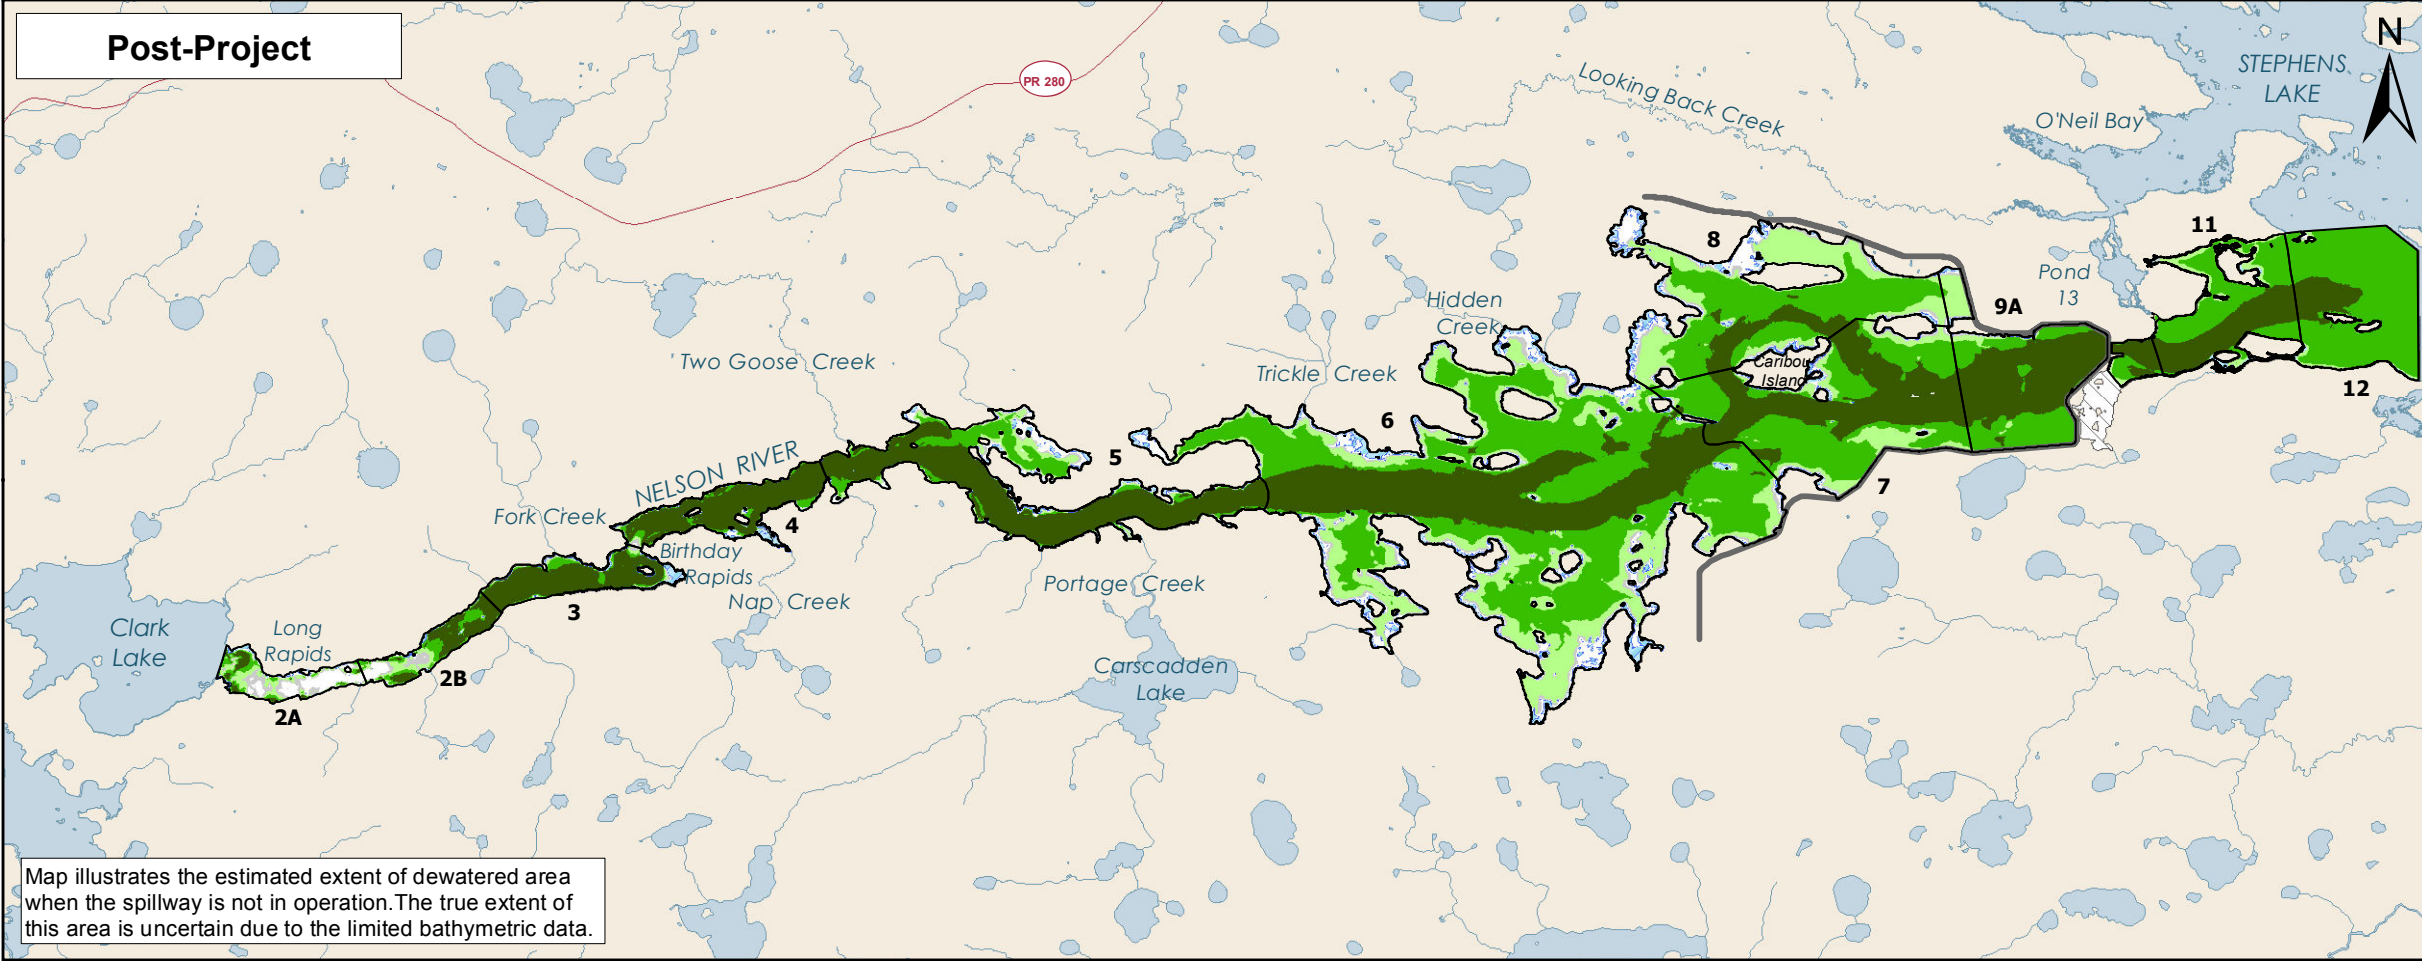 Post-Project
N
PR 280
STEPHENS
LAKE
Looking Back Creek
O'Neil Bay
11
8
Pond
13
Hidden
Creek
9A
Two Goose Creek
Trickle Creek
Caribou
Island
12
6
NELSON RIVER
5
7
Fork Creek
4
Birthday
Rapids
Portage Creek
Nap Creek
3
Clark
Lake
Long
Rapids
2B
Carscadden
Lake
2A
Map illustrates the estimated extent of dewatered area
when the spillway is not in operation.The true extent of
this area is uncertain due to the limited bathymetric data.